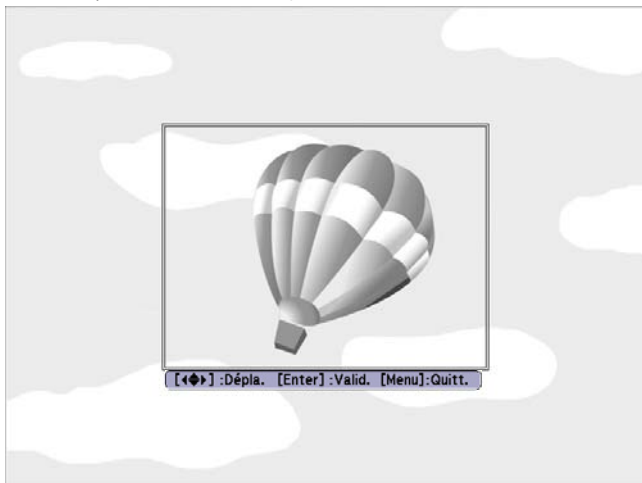 [◀◆▶] :Dépla. [Enter] :Valid. [Menu]:Quitt.